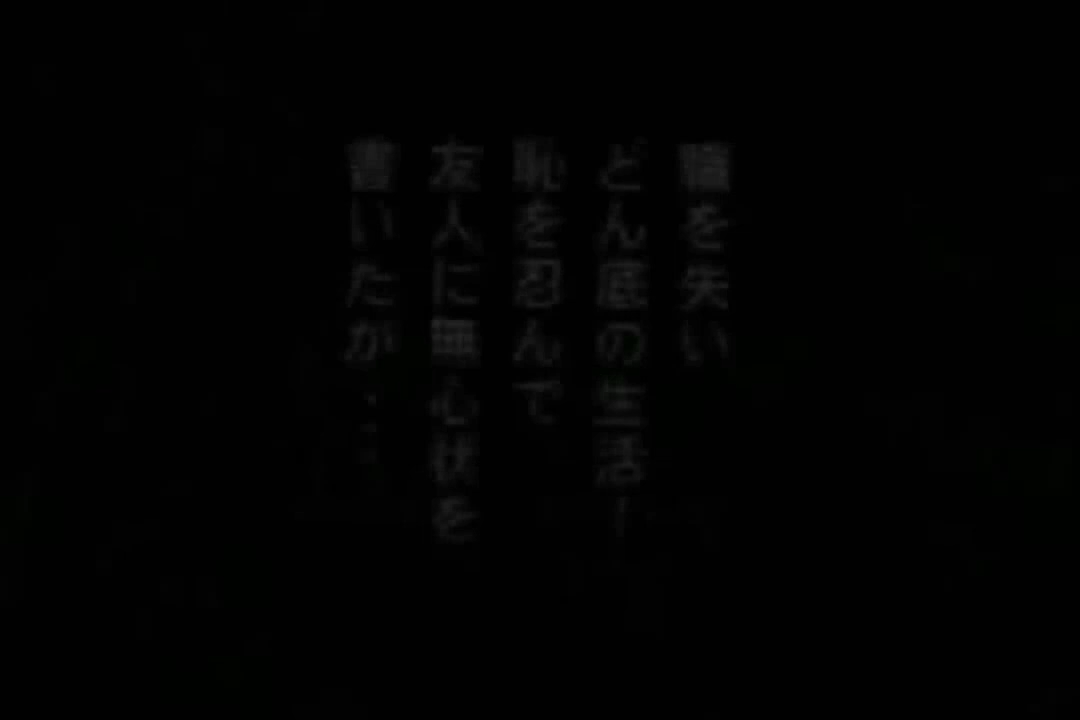 職を失い
どん底の生活！
恥を忍んで
友人に無心状を
書いたが・・・